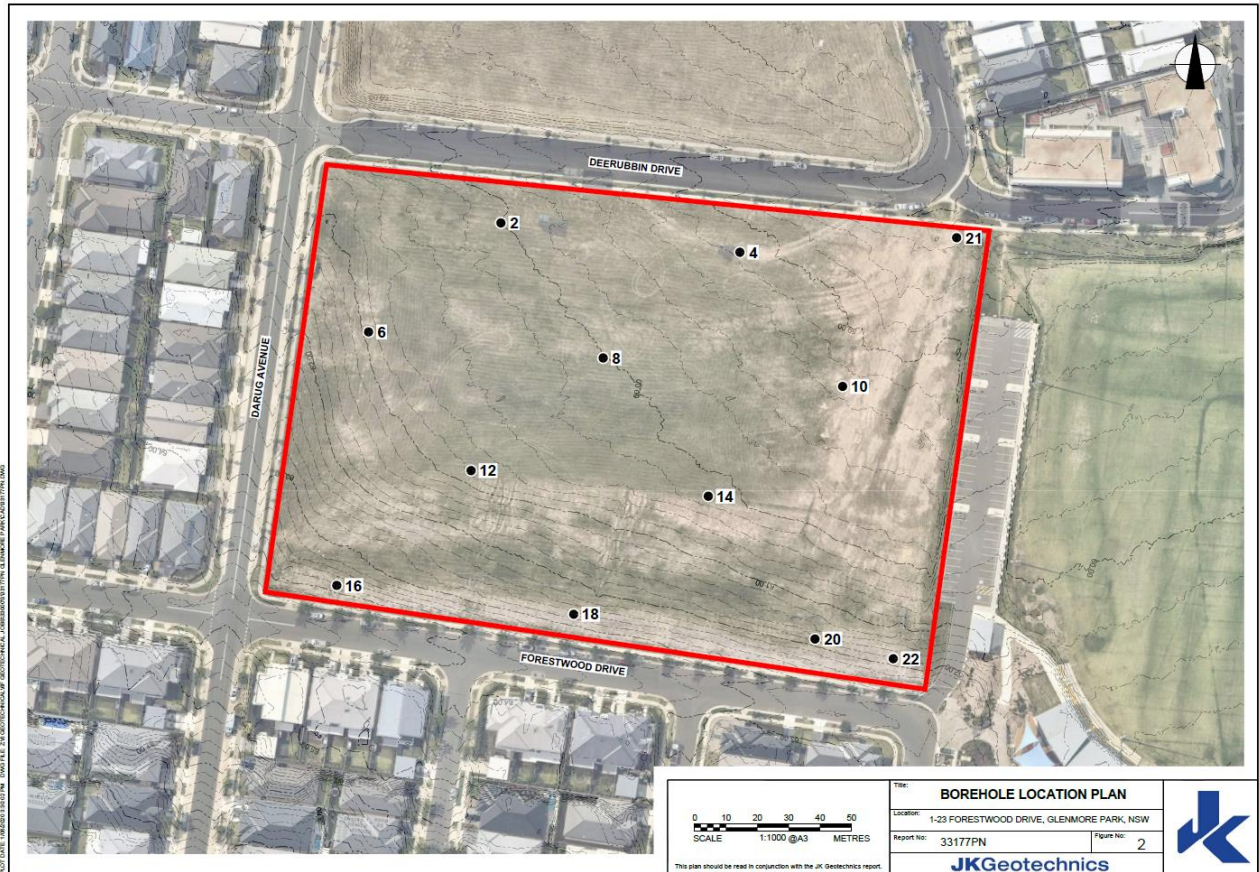 DEERUBBIN DRIVE
2
4
21
6
8
10
DARUG AVENUE
12
14
16
18
20
22
FORESTWOOD DRIVE
0 10 20 30 40 50
SCALE 1:1000 @A3 METRES
This plan should be read in conjunction with the JK Geotechnics report.
Title:
BOREHOLE LOCATION PLAN
Location: 1-23 FORESTWOOD DRIVE, GLENMORE PARK, NSW
Report No: 33177PN
Figure No: 2
JKGeotechnics
JK